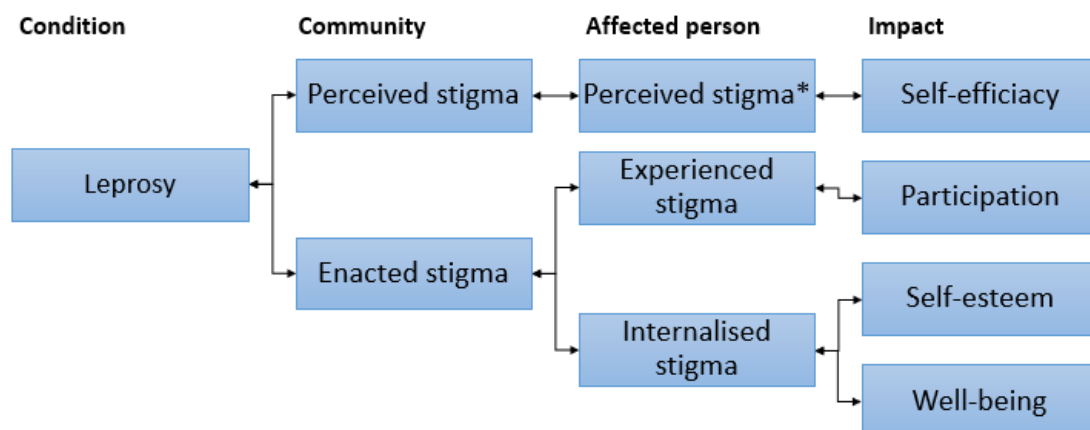 Condition
Community
Affected person
Impact
Perceived stigma
Perceived stigma*
Self-efficiacy
Leprosy
Experienced
stigma
Participation
Enacted stigma
Self-esteem
Internalised
stigma
Well-being